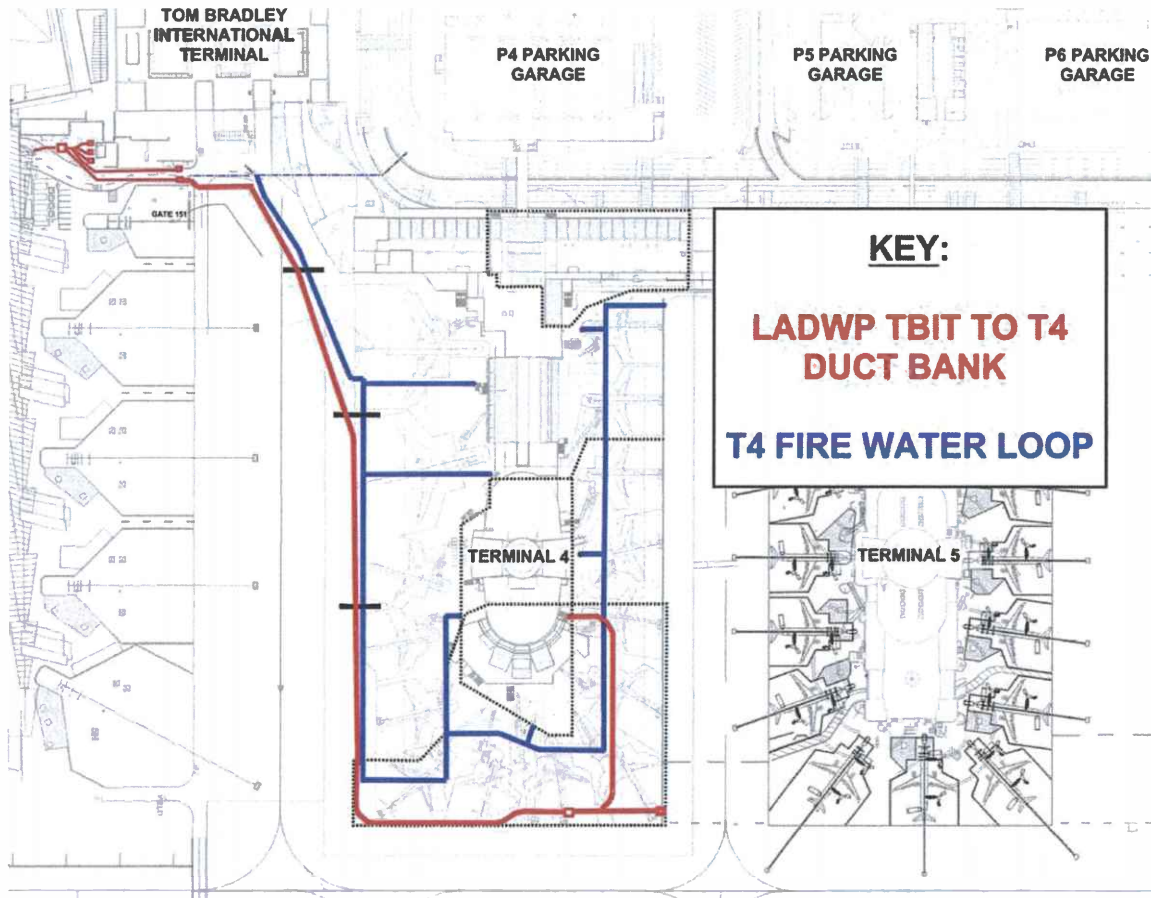 TOM BRADLEY
INTERNATIONAL
TERMINAL
P4 PARKING
GARAGE
P5 PARKING
GARAGE
P6 PARKING
GARAGE
GATE 151
KEY:
LADWP TBIT TO T4
DUCT BANK
T4 FIRE WATER LOOP
TERMINAL 4
TERMINAL 5